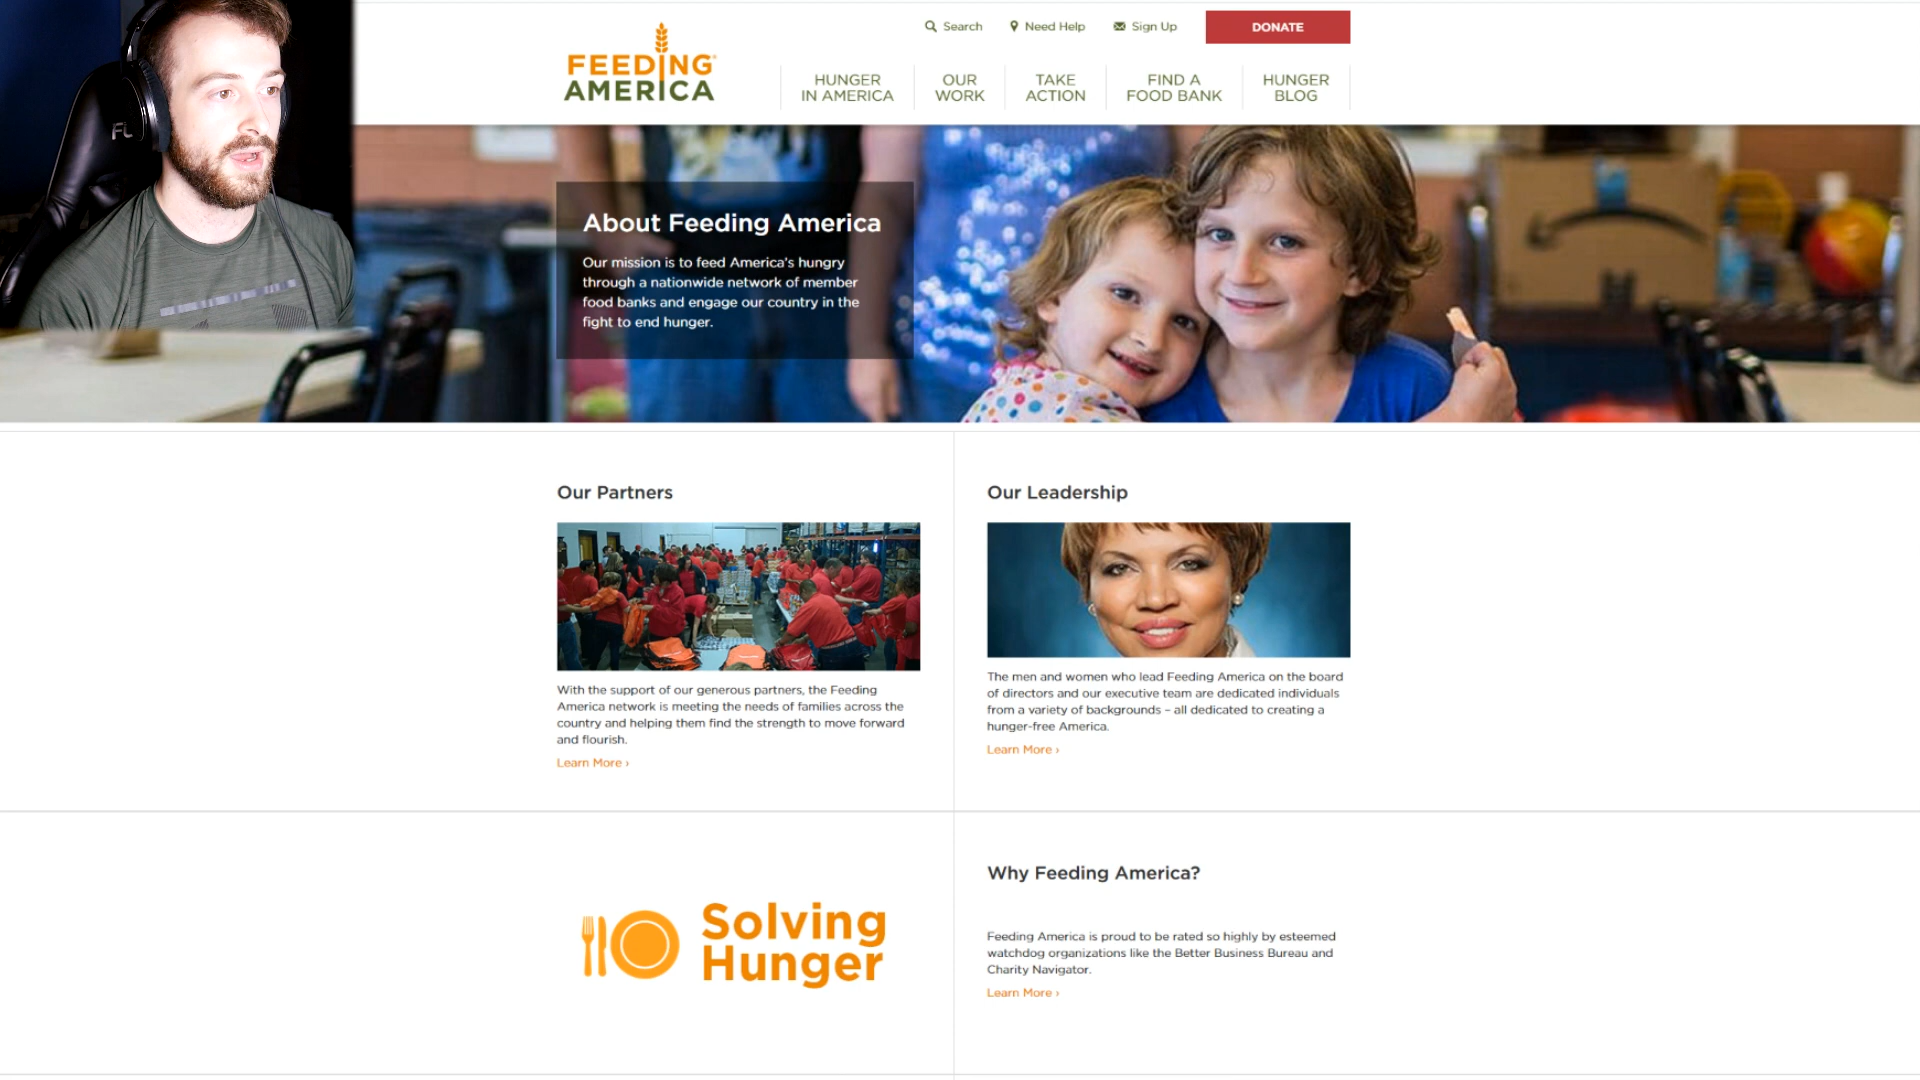 Search
Need Help
Sign Up
DONATE
FEEDING
AMERICA
HUNGER
IN AMERICA
OUR
WORK
TAKE
ACTION
FIND A
FOOD BANK
HUNGER
BLOG
About Feeding America
Our mission is to feed America's hungry
through a nationwide network of member
food banks and engage our country in the
fight to end hunger.
Our Partners
With the support of our generous partners, the Feeding
America network is meeting the needs of families across the
country and helping them find the strength to move forward
and flourish.
Learn More ›
Our Leadership
The men and women who lead Feeding America on the board
of directors and our executive team are dedicated individuals
from a variety of backgrounds – all dedicated to creating a
hunger-free America.
Learn More ›
Solving
Hunger
Why Feeding America?
Feeding America is proud to be rated so highly by esteemed
watchdog organizations like the Better Business Bureau and
Charity Navigator.
Learn More ›